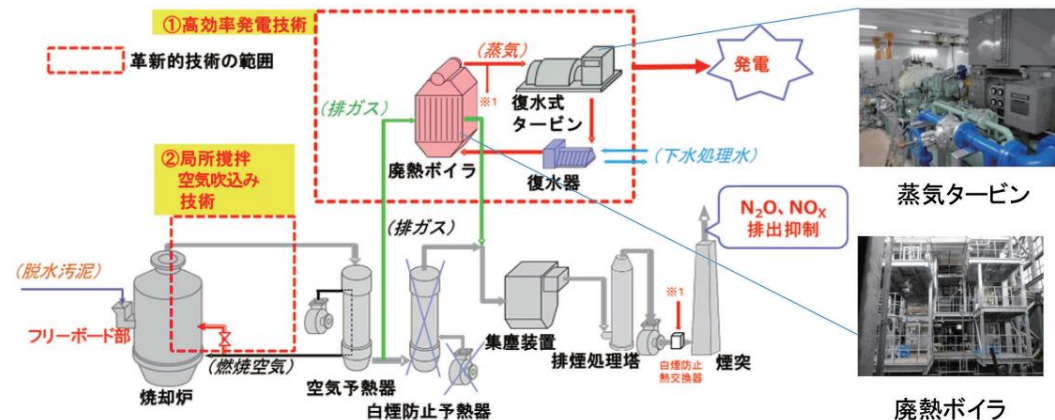 ①高効率発電技術
革新的技術の範囲
(蒸気)
※1
発電
(排ガス)
復水式
タービン
廃熱ボイラ
復水器
(下水処理水)
蒸気タービン
②局所撹拌
空気吹込み
技術
(排ガス)
N₂O、NOX
排出抑制
(脱水汚泥)
フリーボード部
(燃焼空気)
焼却炉
空気予熱器
白煙防止予熱器
集塵装置
排煙処理塔
※1
白煙防止
熱交換器
煙突
廃熱ボイラ